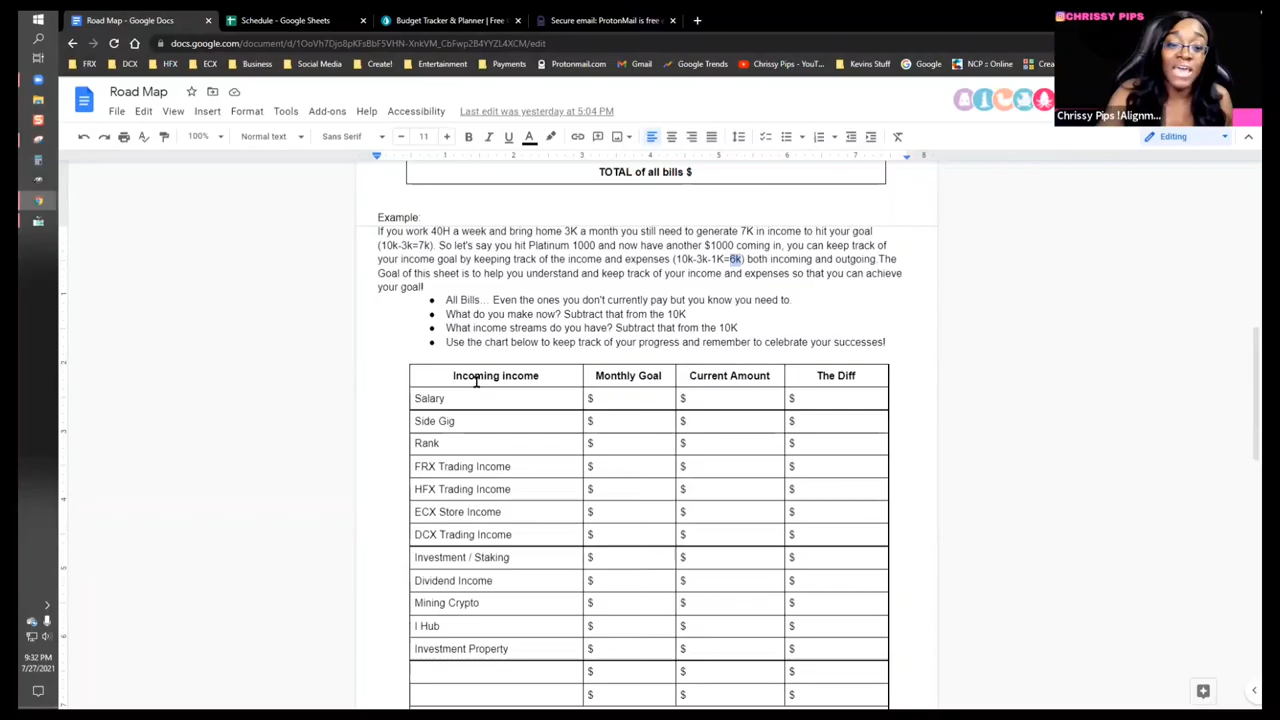 Road Map - Google Docs
Schedule - Google Sheets
Budget Tracker & Planner | Free
Secure email: ProtonMail is free
docs.google.com/document/d/1OoVh7Djo8pKFsBbF5VHN-XnkVM_CbFwp2B4YYZL4XCM/edit
FRX
DCX
HFX
ECX
Business
Social Media
Create!
Entertainment
Payments
Protonmail.com
Gmail
Google Trends
Chrissy Pips - YouT...
Kevins Stuff
Google
NCP :: Online
Crea
CHRISSY PIPS
Chrissy Pips !Alignm...
Road Map
File Edit View Insert Format Tools Add-ons Help Accessibility Last edit was yesterday at 5:04 PM
100% Normal text Sans Serif 11 B I U A Editing
1 2 3 4 5 6 7 8
TOTAL of all bills $
Example:
If you work 40H a week and bring home 3K a month you still need to generate 7K in income to hit your goal
(10k-3k=7k). So let's say you hit Platinum 1000 and now have another $1000 coming in, you can keep track of
your income goal by keeping track of the income and expenses (10k-3k-1K=6k) both incoming and outgoing.The
Goal of this sheet is to help you understand and keep track of your income and expenses so that you can achieve
your goal!
● All Bills... Even the ones you don't currently pay but you know you need to.
● What do you make now? Subtract that from the 10K
● What income streams do you have? Subtract that from the 10K
● Use the chart below to keep track of your progress and remember to celebrate your successes!
Incoming income Monthly Goal Current Amount The Diff
Salary $ $ $
Side Gig $ $ $
Rank $ $ $
FRX Trading Income $ $ $
HFX Trading Income $ $ $
ECX Store Income $ $ $
DCX Trading Income $ $ $
Investment / Staking $ $ $
Dividend Income $ $ $
Mining Crypto $ $ $
I Hub $ $ $
Investment Property $ $ $
$ $ $
$ $ $
9:32 PM
7/27/2021